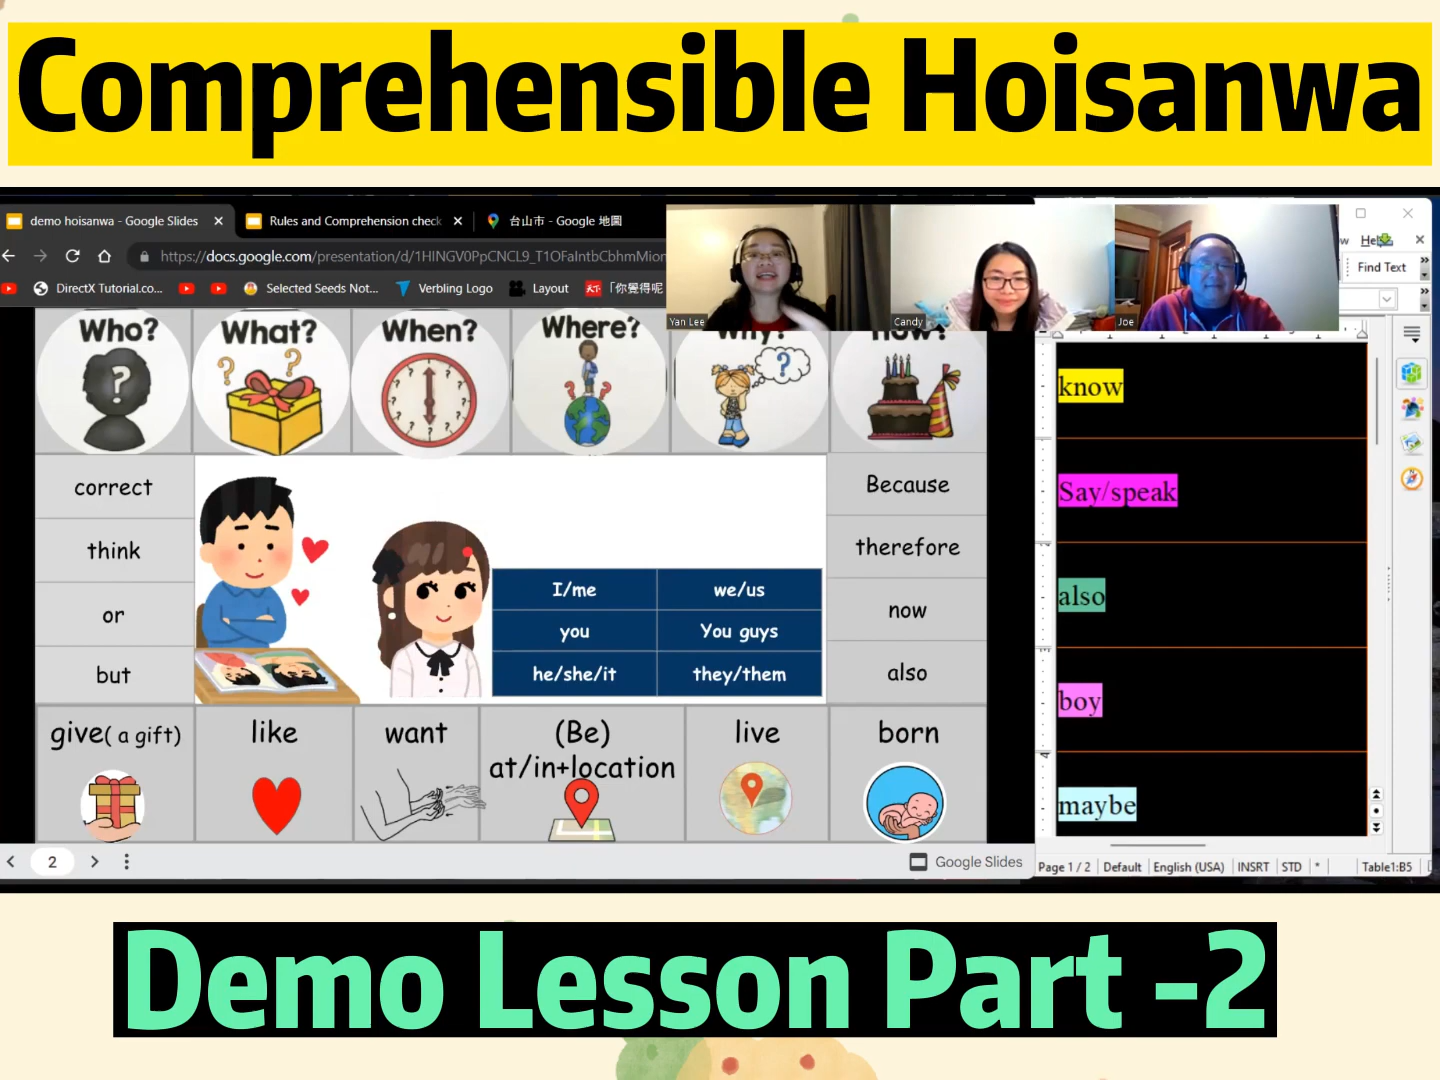 Comprehensible Hoisanwa
demo hoisanwa - Google Slides
Rules and Comprehension check
台山市 - Google 地圖
https://docs.google.com/presentation/d/1HINGV0PpCNCL9_T1OFaIntbCbhmMion
DirectX Tutorial.co...
Selected Seeds Not...
Verbling Logo
Layout
「你覺得呢
Yan Lee
Candy
Joe
Help
Find Text
Who?
What?
When?
Where?
Why?
How?
correct
think
or
but
I/me
we/us
you
You guys
he/she/it
they/them
Because
therefore
now
also
give( a gift)
like
want
(Be)
at/in+location
live
born
2
Google Slides
know
Say/speak
also
boy
maybe
Page 1 / 2
Default
English (USA)
INSRT
STD
*
Table1:B5
Demo Lesson Part -2